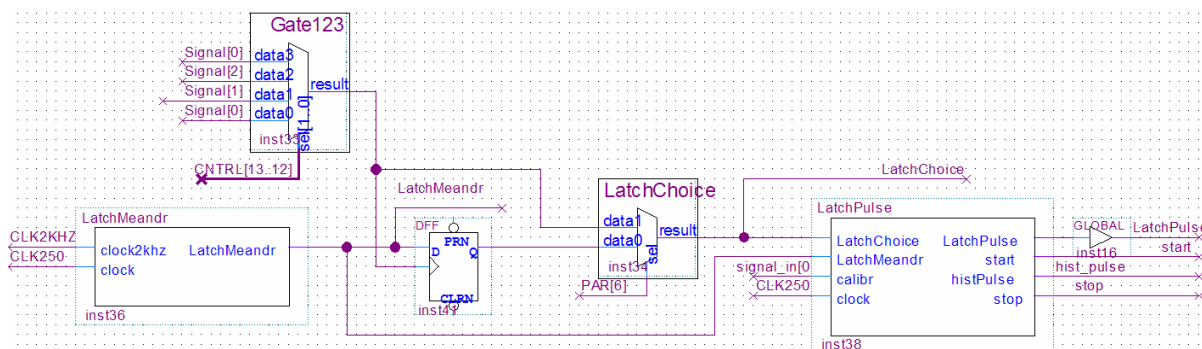 Gate123
Signal[0]
data3
Signal[2]
data2
result
Signal[1]
data1
Signal[0]
data0
sel[1..0]
inst33
CNTRL[13..12]
LatchMeandr
LatchChoice
LatchChoice
LatchMeandr
CLK2KHZ
clock2khz
LatchMeandr
CLK250
clock
inst36
DFF
PRN
D
Q
CLRN
inst41
data1
result
data0
sel
inst34
PAR[6]
LatchPulse
LatchChoice
LatchPulse
LatchMeandr
start
signal_in[0]
calibr
histPulse
CLK250
clock
stop
inst38
GLOBAL
LatchPulse
inst16
start
hist_pulse
stop